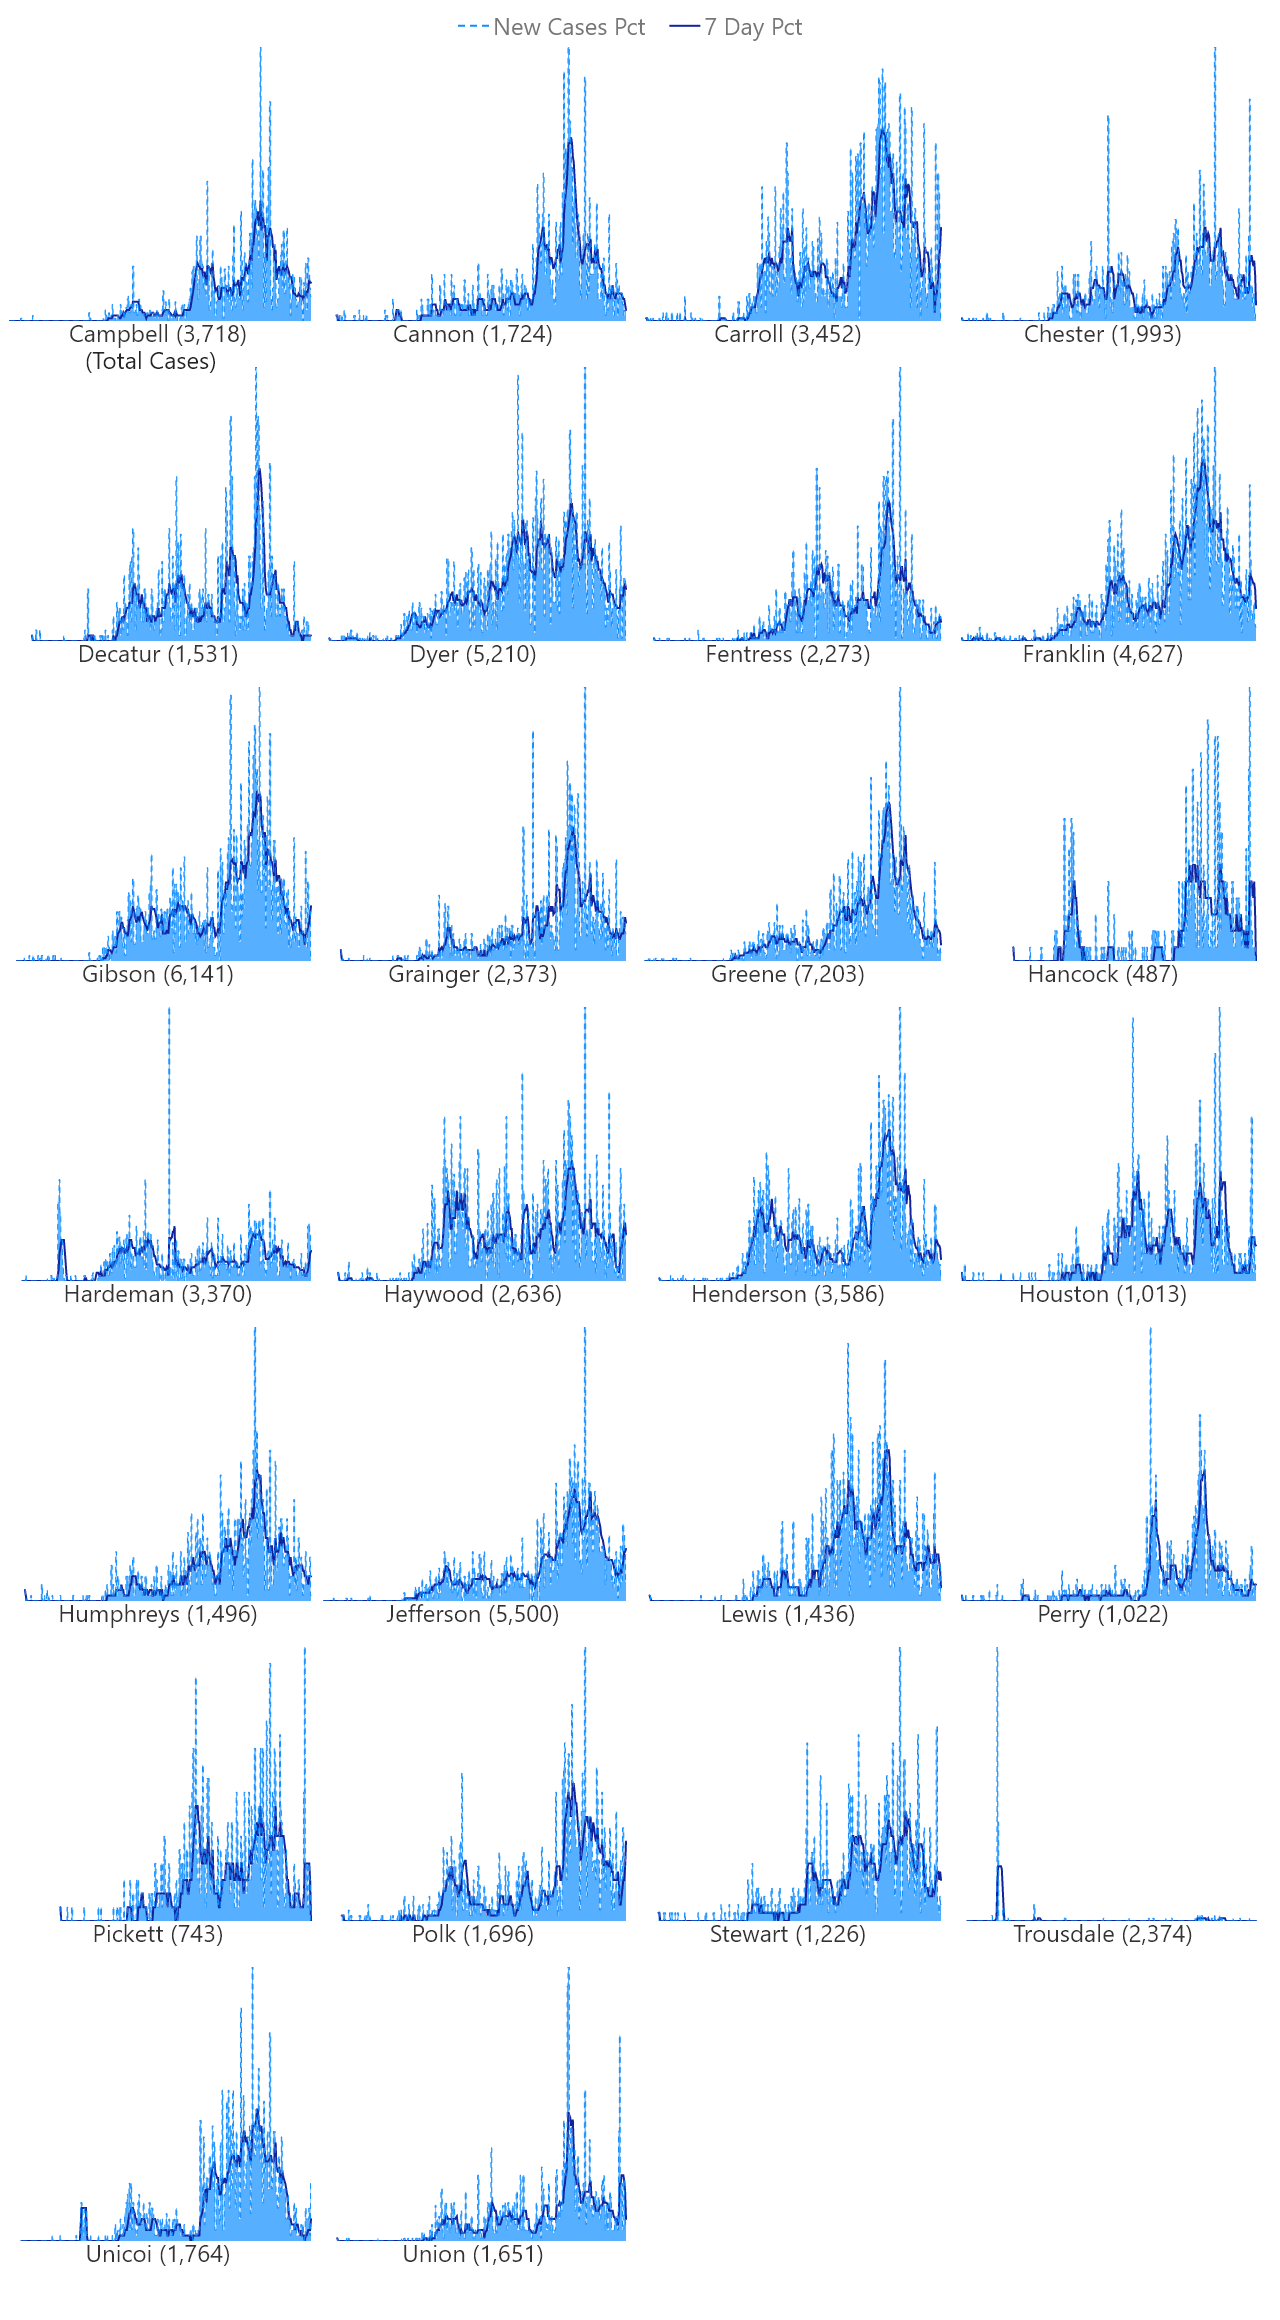 New Cases Pct 7 Day Pct
Campbell (3,718) Cannon (1,724) Carroll (3,452) Chester (1,993)
(Total Cases)
Decatur (1,531) Dyer (5,210) Fentress (2,273) Franklin (4,627)
Gibson (6,141) Grainger (2,373) Greene (7,203) Hancock (487)
Hardeman (3,370) Haywood (2,636) Henderson (3,586) Houston (1,013)
Humphreys (1,496) Jefferson (5,500) Lewis (1,436) Perry (1,022)
Pickett (743) Polk (1,696) Stewart (1,226) Trousdale (2,374)
Unicoi (1,764) Union (1,651)